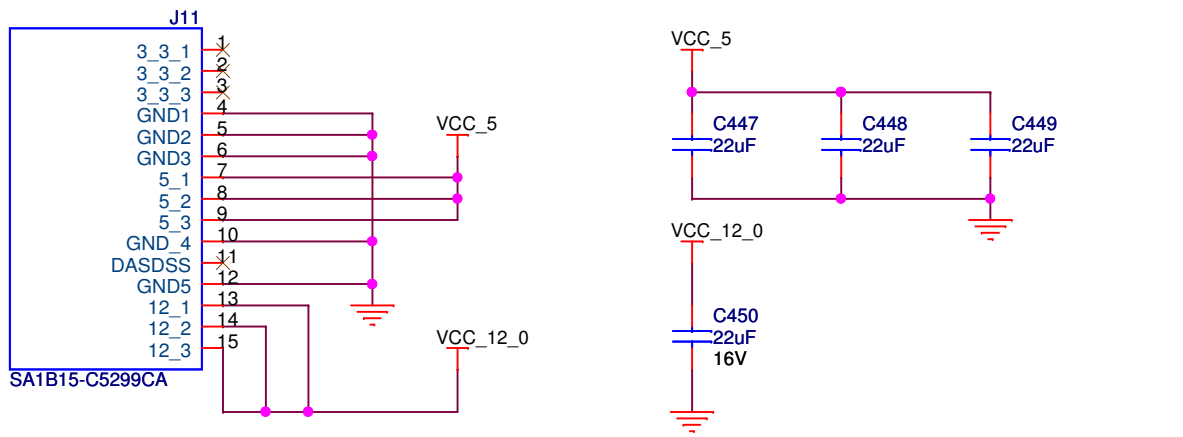 J11
3_3_1 1
3_3_2 2
3_3_3 3
GND1 4
GND2 5
GND3 6
5_1 7
5_2 8
5_3 9
GND_4 10
DASDSS 11
GND5 12
12_1 13
12_2 14
12_3 15
SA1B15-C5299CA
VCC_5
VCC_12_0
VCC_5
C447
22uF
C448
22uF
C449
22uF
VCC_12_0
C450
22uF
16V